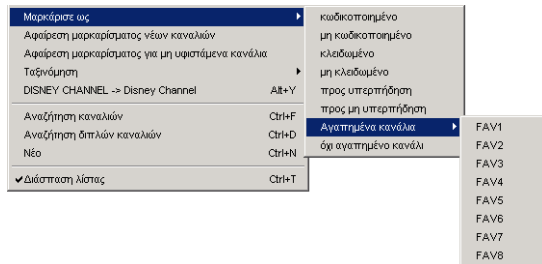 Μαρκάρισε ως
Αφαίρεση μαρκαρίσματος νέων καναλιών
Αφαίρεση μαρκαρίσματος για μη υφιστάμενα κανάλια
Ταξινόμηση
DISNEY CHANNEL -> Disney Channel Alt+Y
Αναζήτηση καναλιών Ctrl+F
Αναζήτηση διπλών καναλιών Ctrl+D
Νέο Ctrl+N
✔Διάσπαση λίστας Ctrl+T
κωδικοποιημένο
μη κωδικοποιημένο
κλειδωμένο
μη κλειδωμένο
προς υπερπήδηση
προς μη υπερπήδηση
Αγαπημένα κανάλια
όχι αγαπημένο κανάλι
FAV1
FAV2
FAV3
FAV4
FAV5
FAV6
FAV7
FAV8